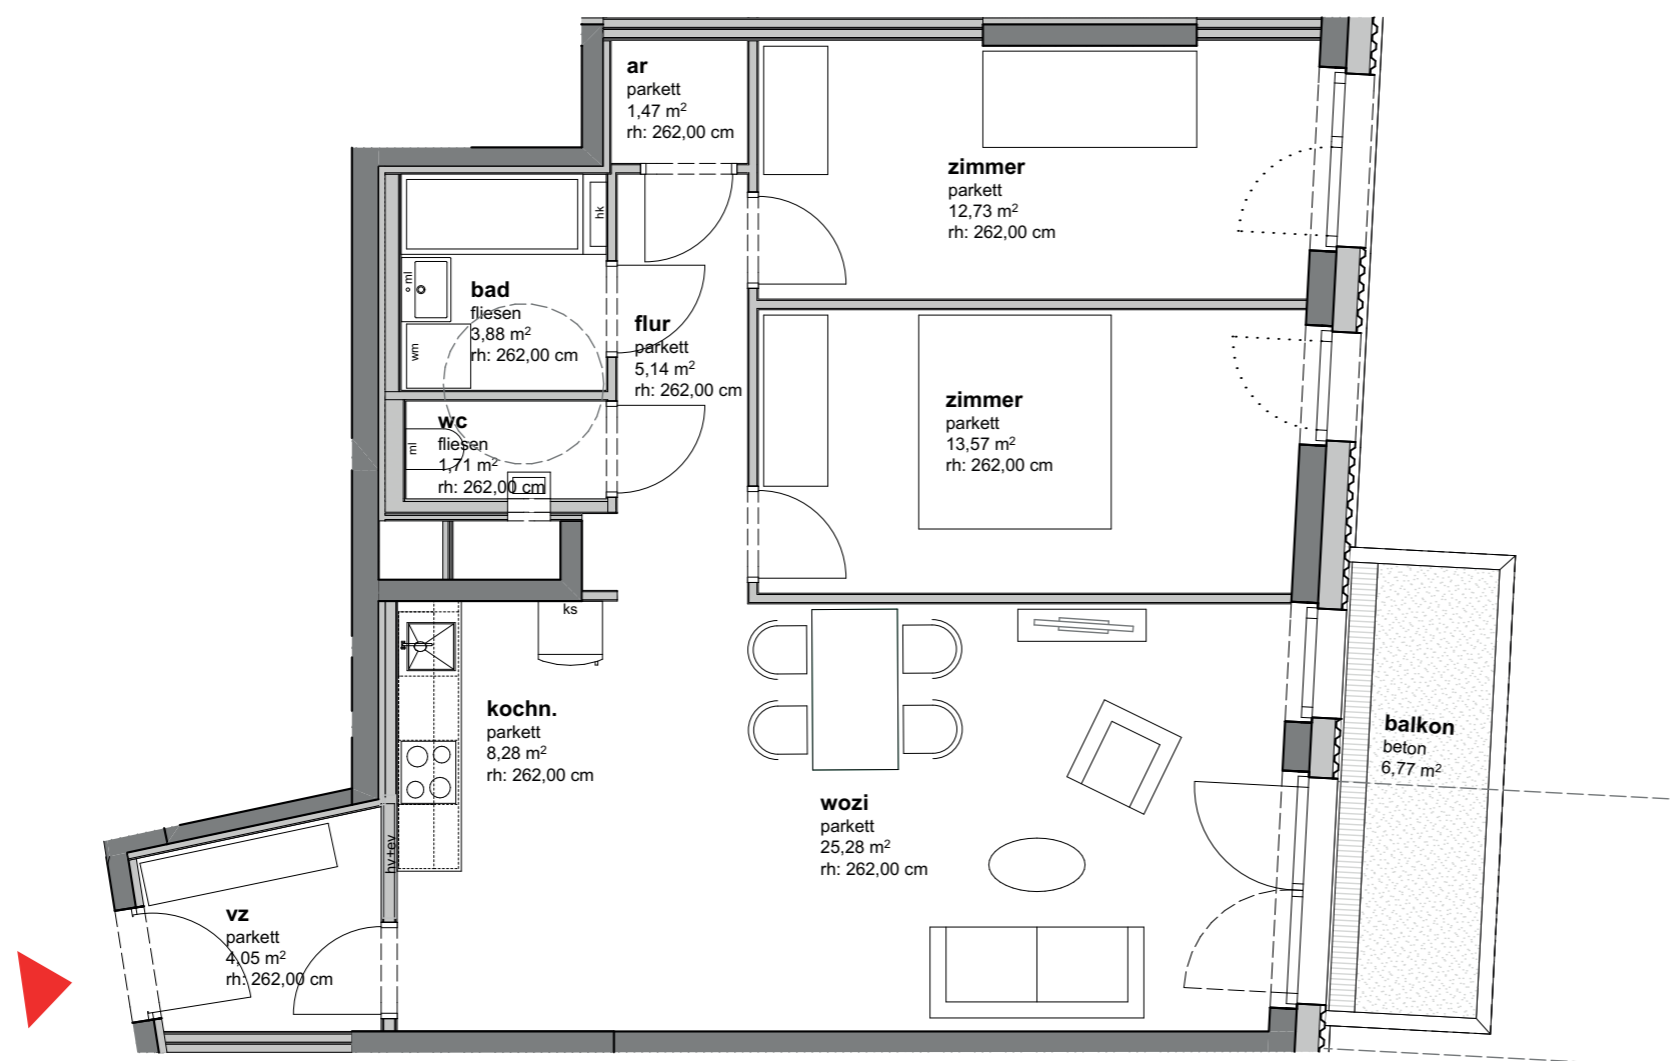 ar
parkett
1,47 m²
rh: 262,00 cm
zimmer
parkett
12,73 m²
rh: 262,00 cm
hk
ml
bad
fliesen
3,88 m²
rh: 262,00 cm
wm
flur
parkett
5,14 m²
rh: 262,00 cm
zimmer
parkett
13,57 m²
rh: 262,00 cm
wc
fliesen
1,71 m²
rh: 262,00 cm
ml
ks
kochn.
parkett
8,28 m²
rh: 262,00 cm
balkon
beton
6,77 m²
wozi
parkett
25,28 m²
rh: 262,00 cm
hv+ev
vz
parkett
4,05 m²
rh: 262,00 cm